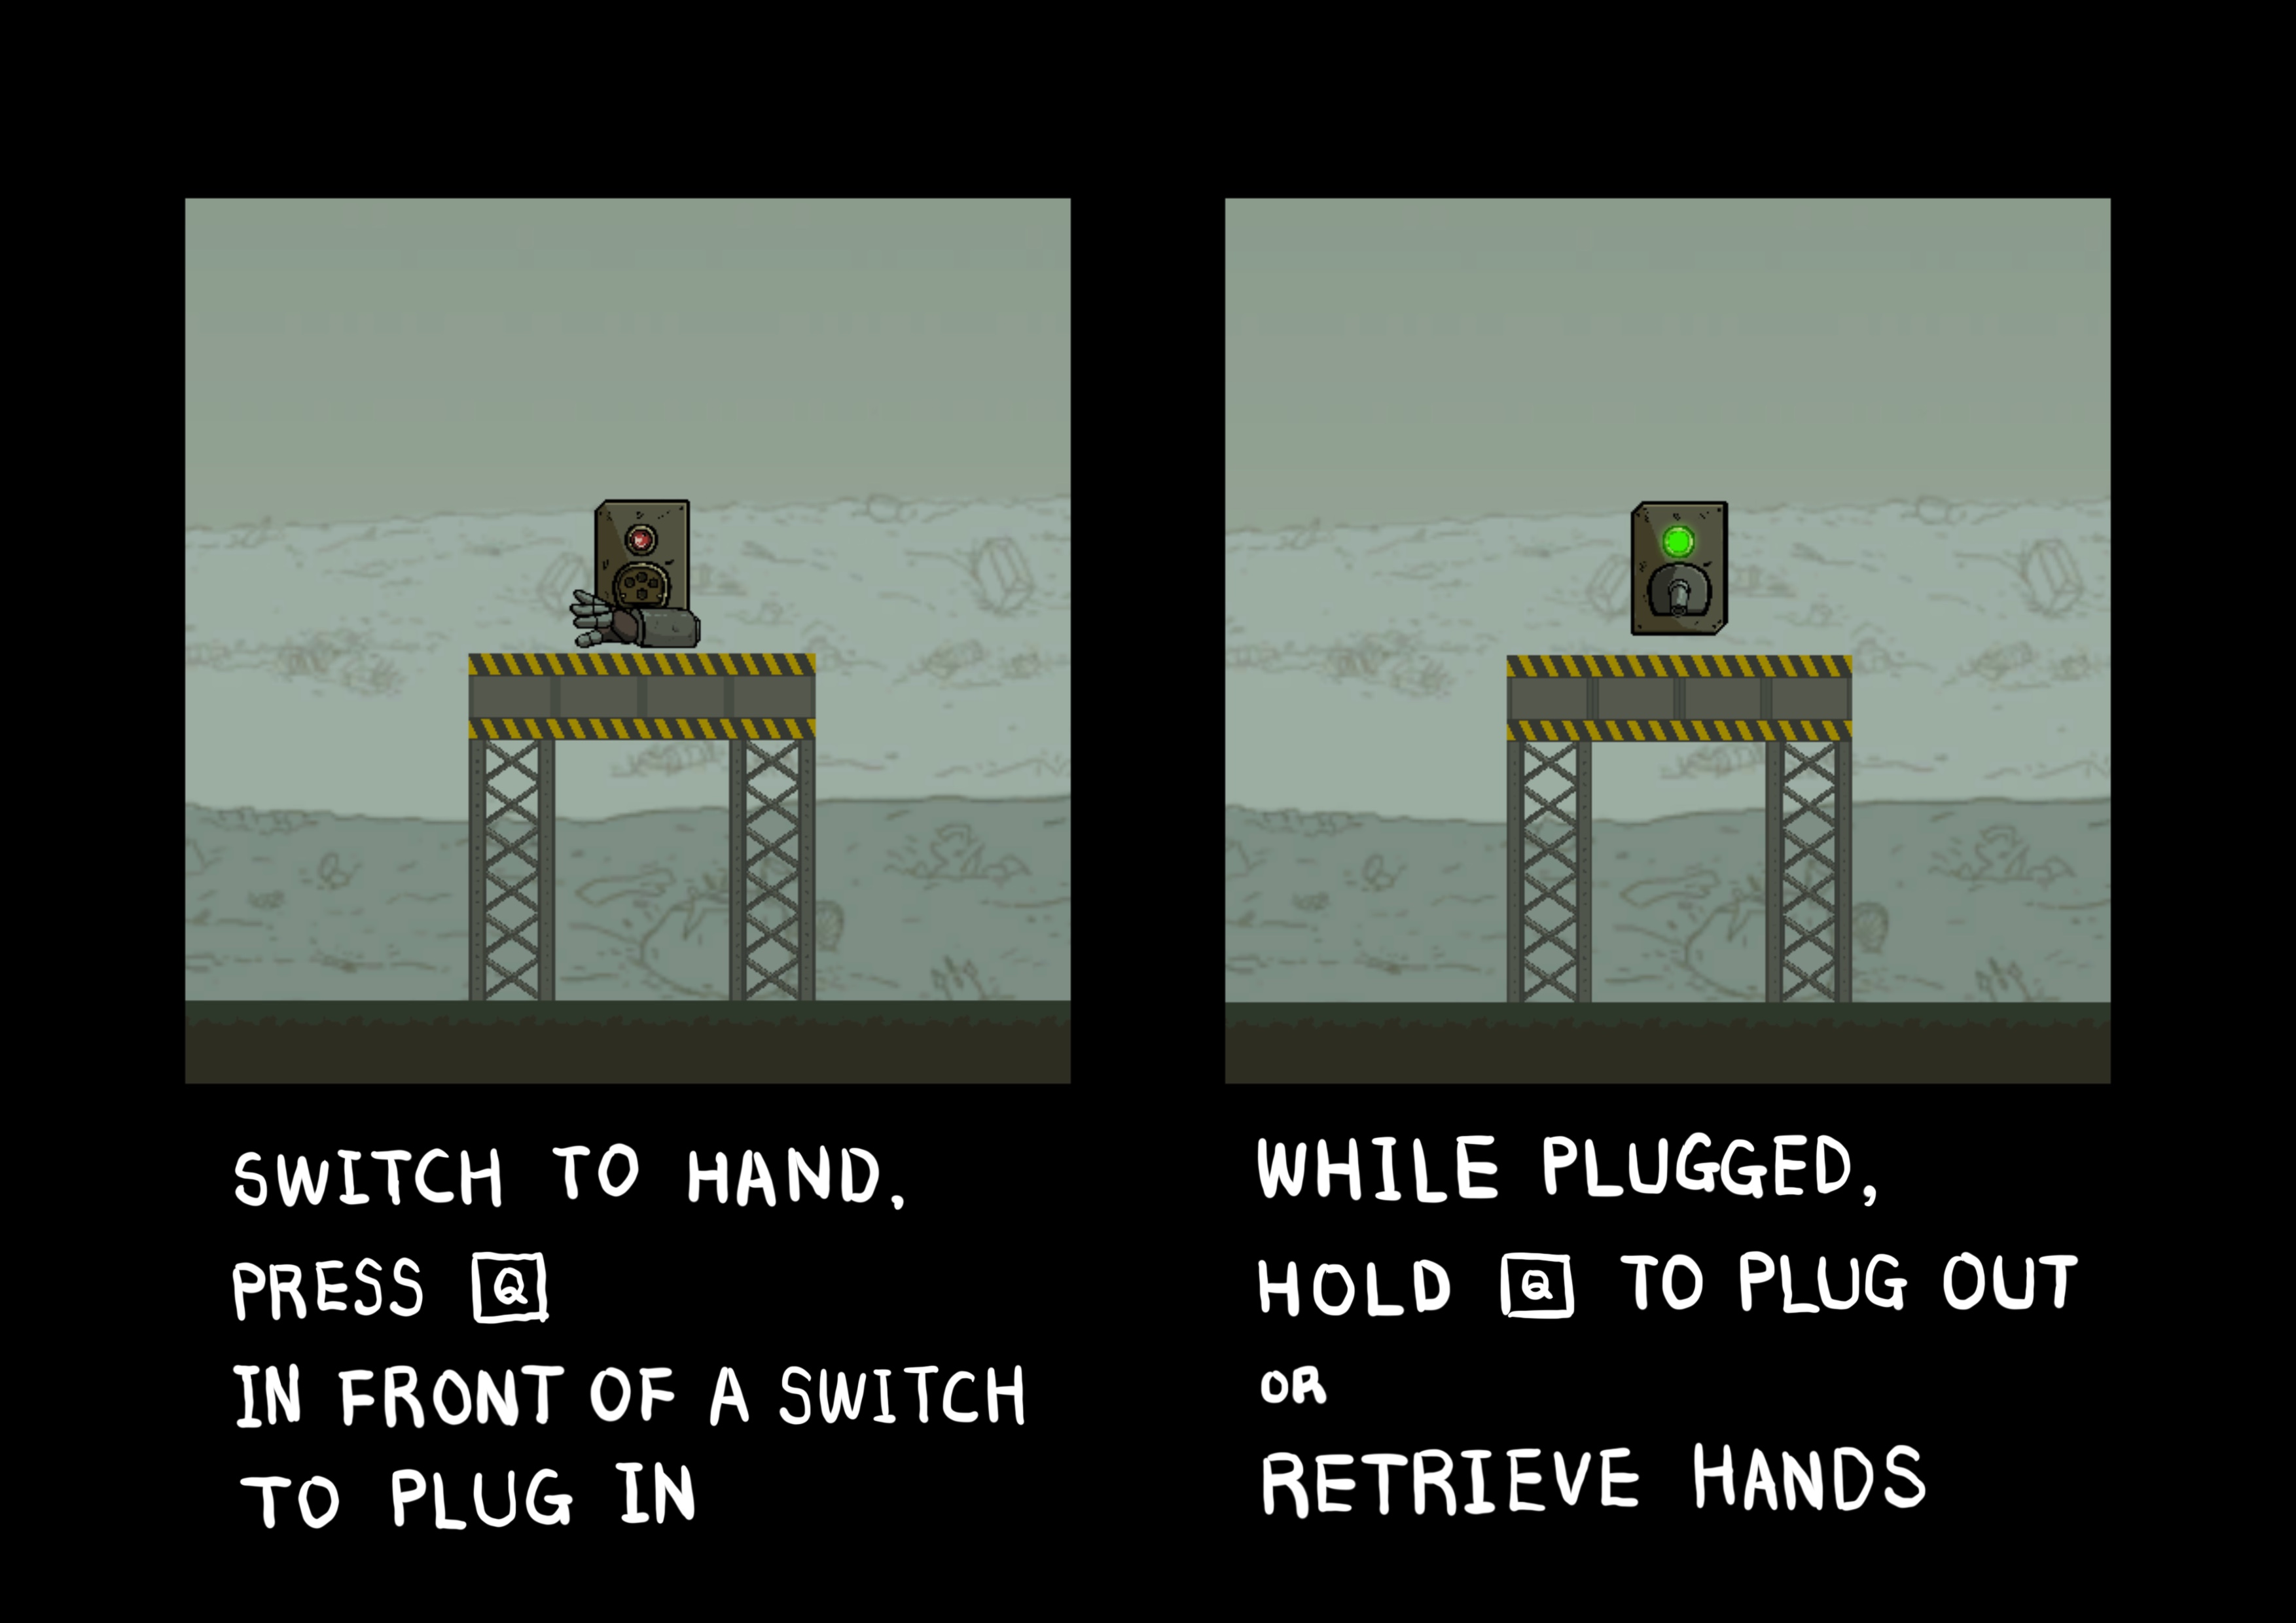 SWITCH TO HAND,
PRESS Q
IN FRONT OF A SWITCH
TO PLUG IN
WHILE PLUGGED,
HOLD Q TO PLUG OUT
OR
RETRIEVE HANDS